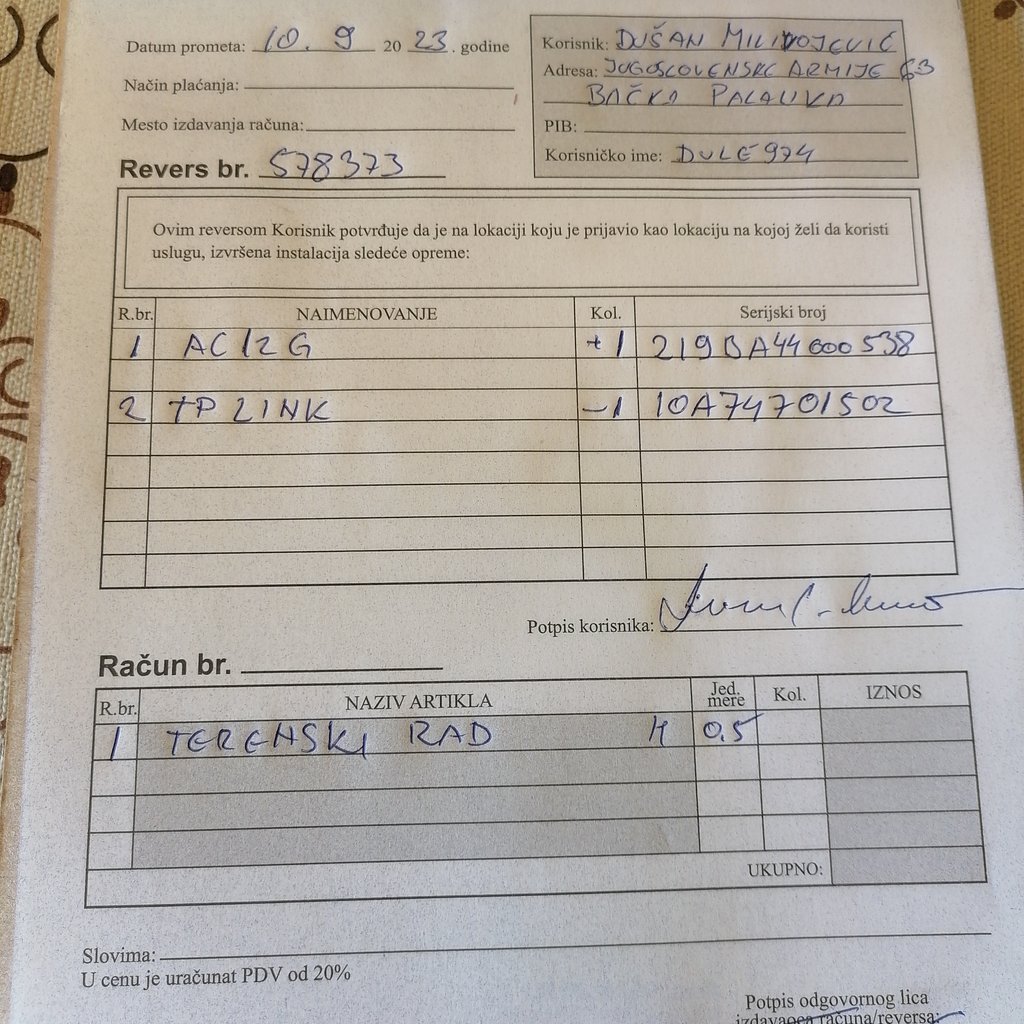 Datum prometa: 10. 9 20 23. godine
Način plaćanja:
Mesto izdavanja računa:
Revers br. 578373
Korisnik: DUŠAN MILIVOJEVIĆ
Adresa: JUGOSLOVENSKE ARMIJE 63
BAČKA PALANKA
PIB:
Korisničko ime: DULE974
Ovim reversom Korisnik potvrđuje da je na lokaciji koju je prijavio kao lokaciju na kojoj želi da koristi
uslugu, izvršena instalacija sledeće opreme:
R.br. NAIMENOVANJE Kol. Serijski broj
1 AC12G +1 219BA44600538
2 TP LINK -1 10A74701502
Potpis korisnika:
Račun br.
R.br. NAZIV ARTIKLA Jed. mere Kol. IZNOS
1 TERENSKI RAD H 0.5
UKUPNO:
Slovima:
U cenu je uračunat PDV od 20%
Potpis odgovornog lica
izdavaoca računa/reversa: